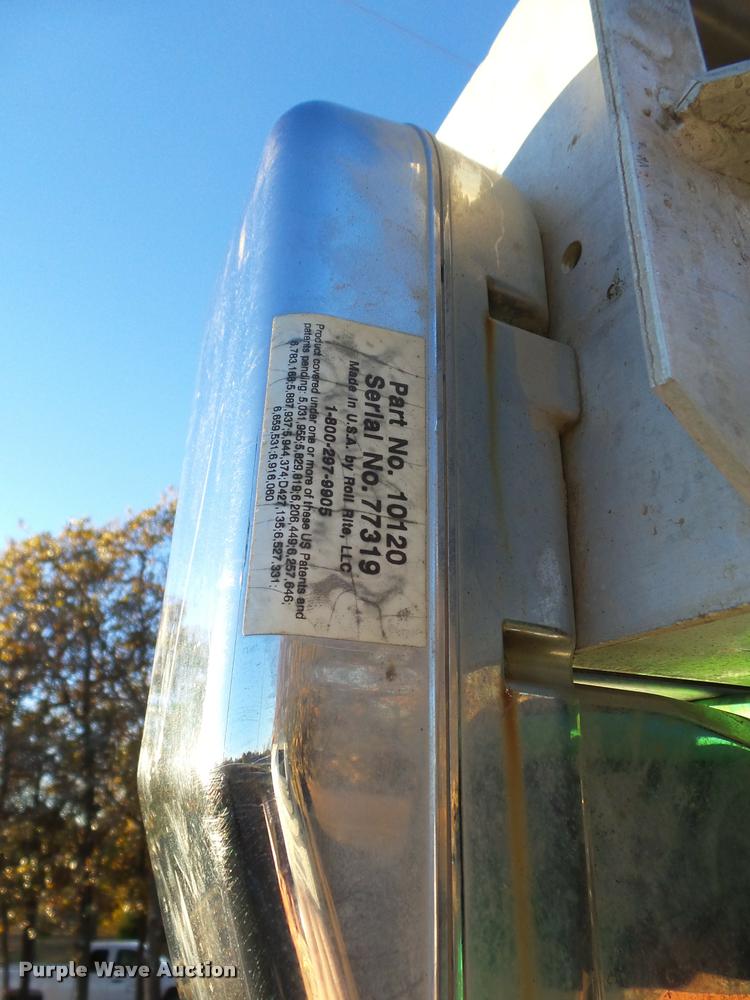 Part No. 10120
Serial No. 77319
Made in U.S.A. by Roll Rite, LLC
1-800-297-9905
Product covered under one or more of these US Patents and
patents pending: 5,031,955;5,829,819;6,206,449;6,257,646;
6,783,168;5,887,937;5,944,374;D427,135;6,527,331;
6,659,531;6,916,060
Purple Wave Auction